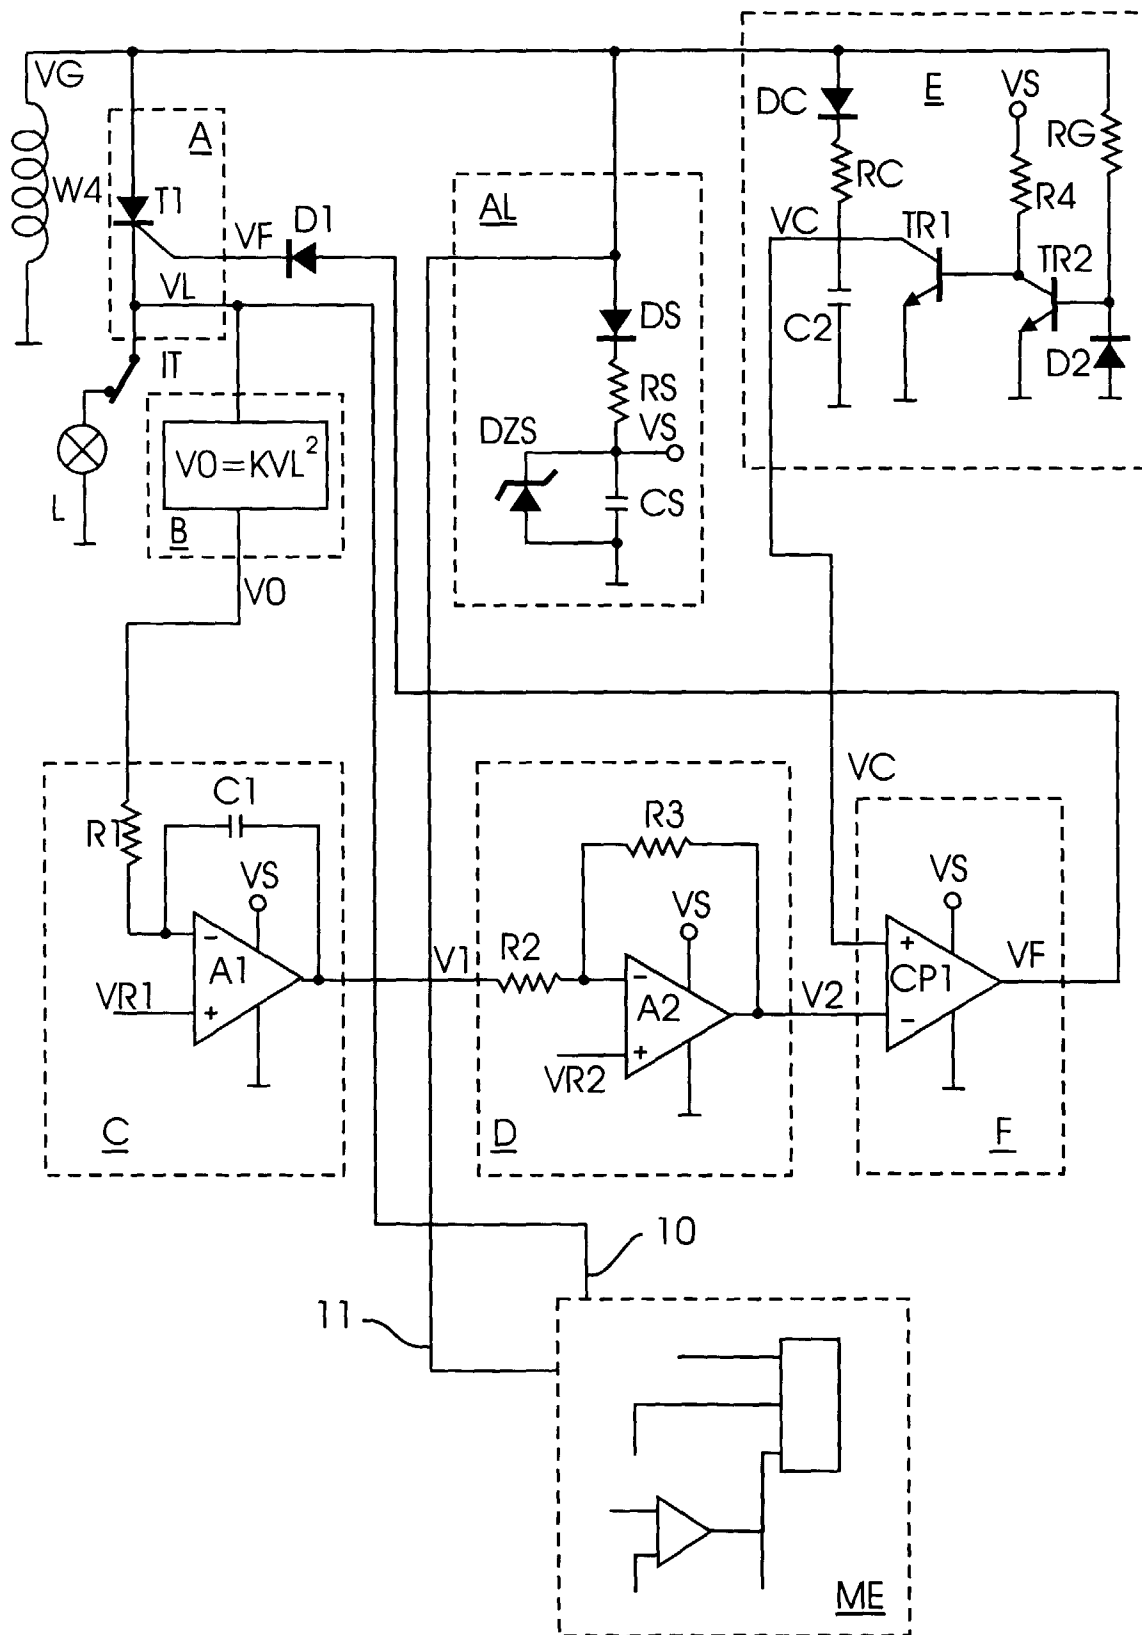 VG
W4
A
T1
VF
D1
VL
IT
L
V0=KVL²
B
V0
AL
DS
RS
VS
DZS
CS
E
DC
RC
VS
RG
R4
VC
TR1
TR2
C2
D2
VC
C1
R1
VS
-
A1
VR1
+
C
V1
R2
R3
VS
-
A2
+
VR2
D
V2
VS
+
CP1
-
VF
F
10
11
ME